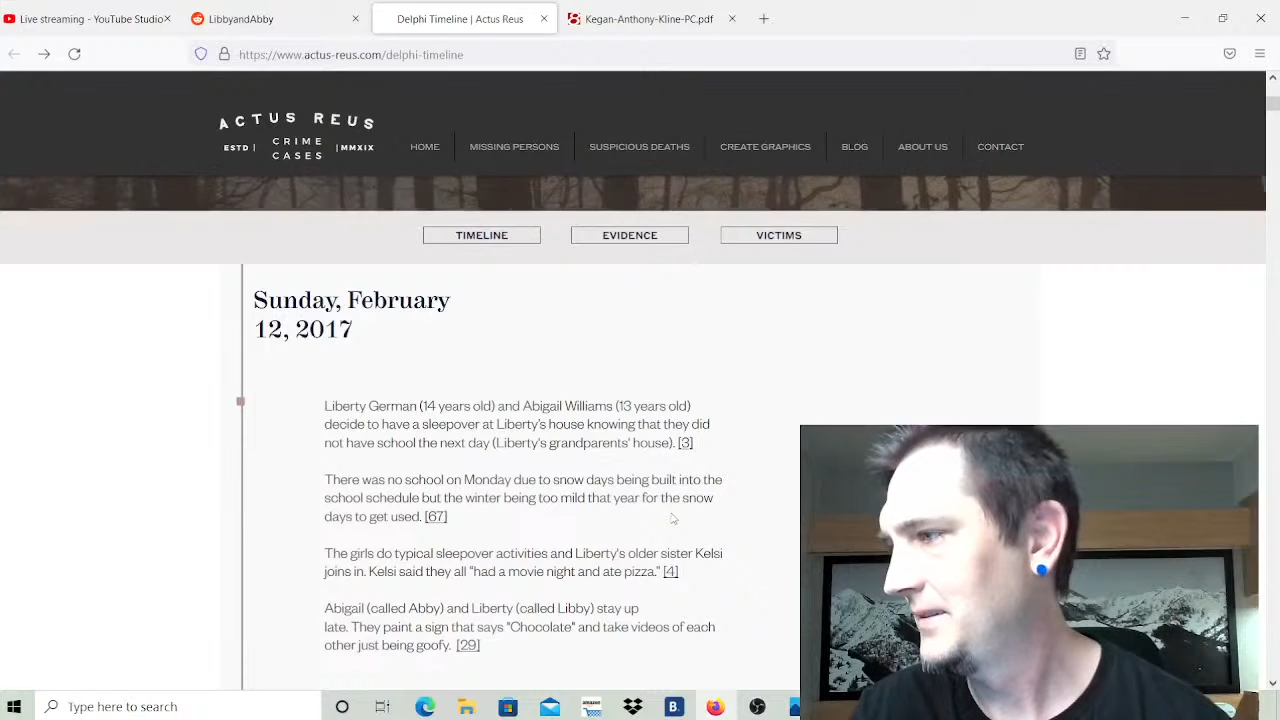 Live streaming - YouTube Studio
LibbyandAbby
Delphi Timeline | Actus Reus
Kegan-Anthony-Kline-PC.pdf
https://www.actus-reus.com/delphi-timeline
ACTUS REUS
ESTD | CRIME CASES | MMXIX
HOME
MISSING PERSONS
SUSPICIOUS DEATHS
CREATE GRAPHICS
BLOG
ABOUT US
CONTACT
TIMELINE
EVIDENCE
VICTIMS
Sunday, February
12, 2017
Liberty German (14 years old) and Abigail Williams (13 years old)
decide to have a sleepover at Liberty's house knowing that they did
not have school the next day (Liberty's grandparents' house). [3]
There was no school on Monday due to snow days being built into the
school schedule but the winter being too mild that year for the snow
days to get used. [67]
The girls do typical sleepover activities and Liberty's older sister Kelsi
joins in. Kelsi said they all "had a movie night and ate pizza." [4]
Abigail (called Abby) and Liberty (called Libby) stay up
late. They paint a sign that says "Chocolate" and take videos of each
other just being goofy. [29]
Type here to search
amazon
B.